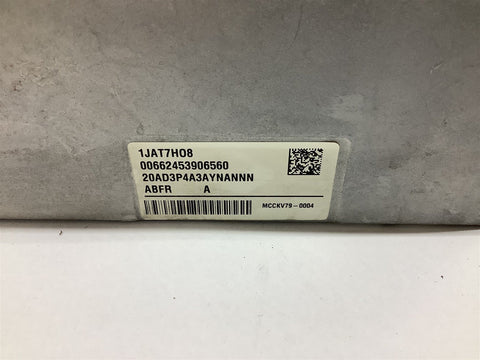 1JAT7H08
00662453906560
20AD3P4A3AYNANNN
ABFR A
MCCKV79-0004